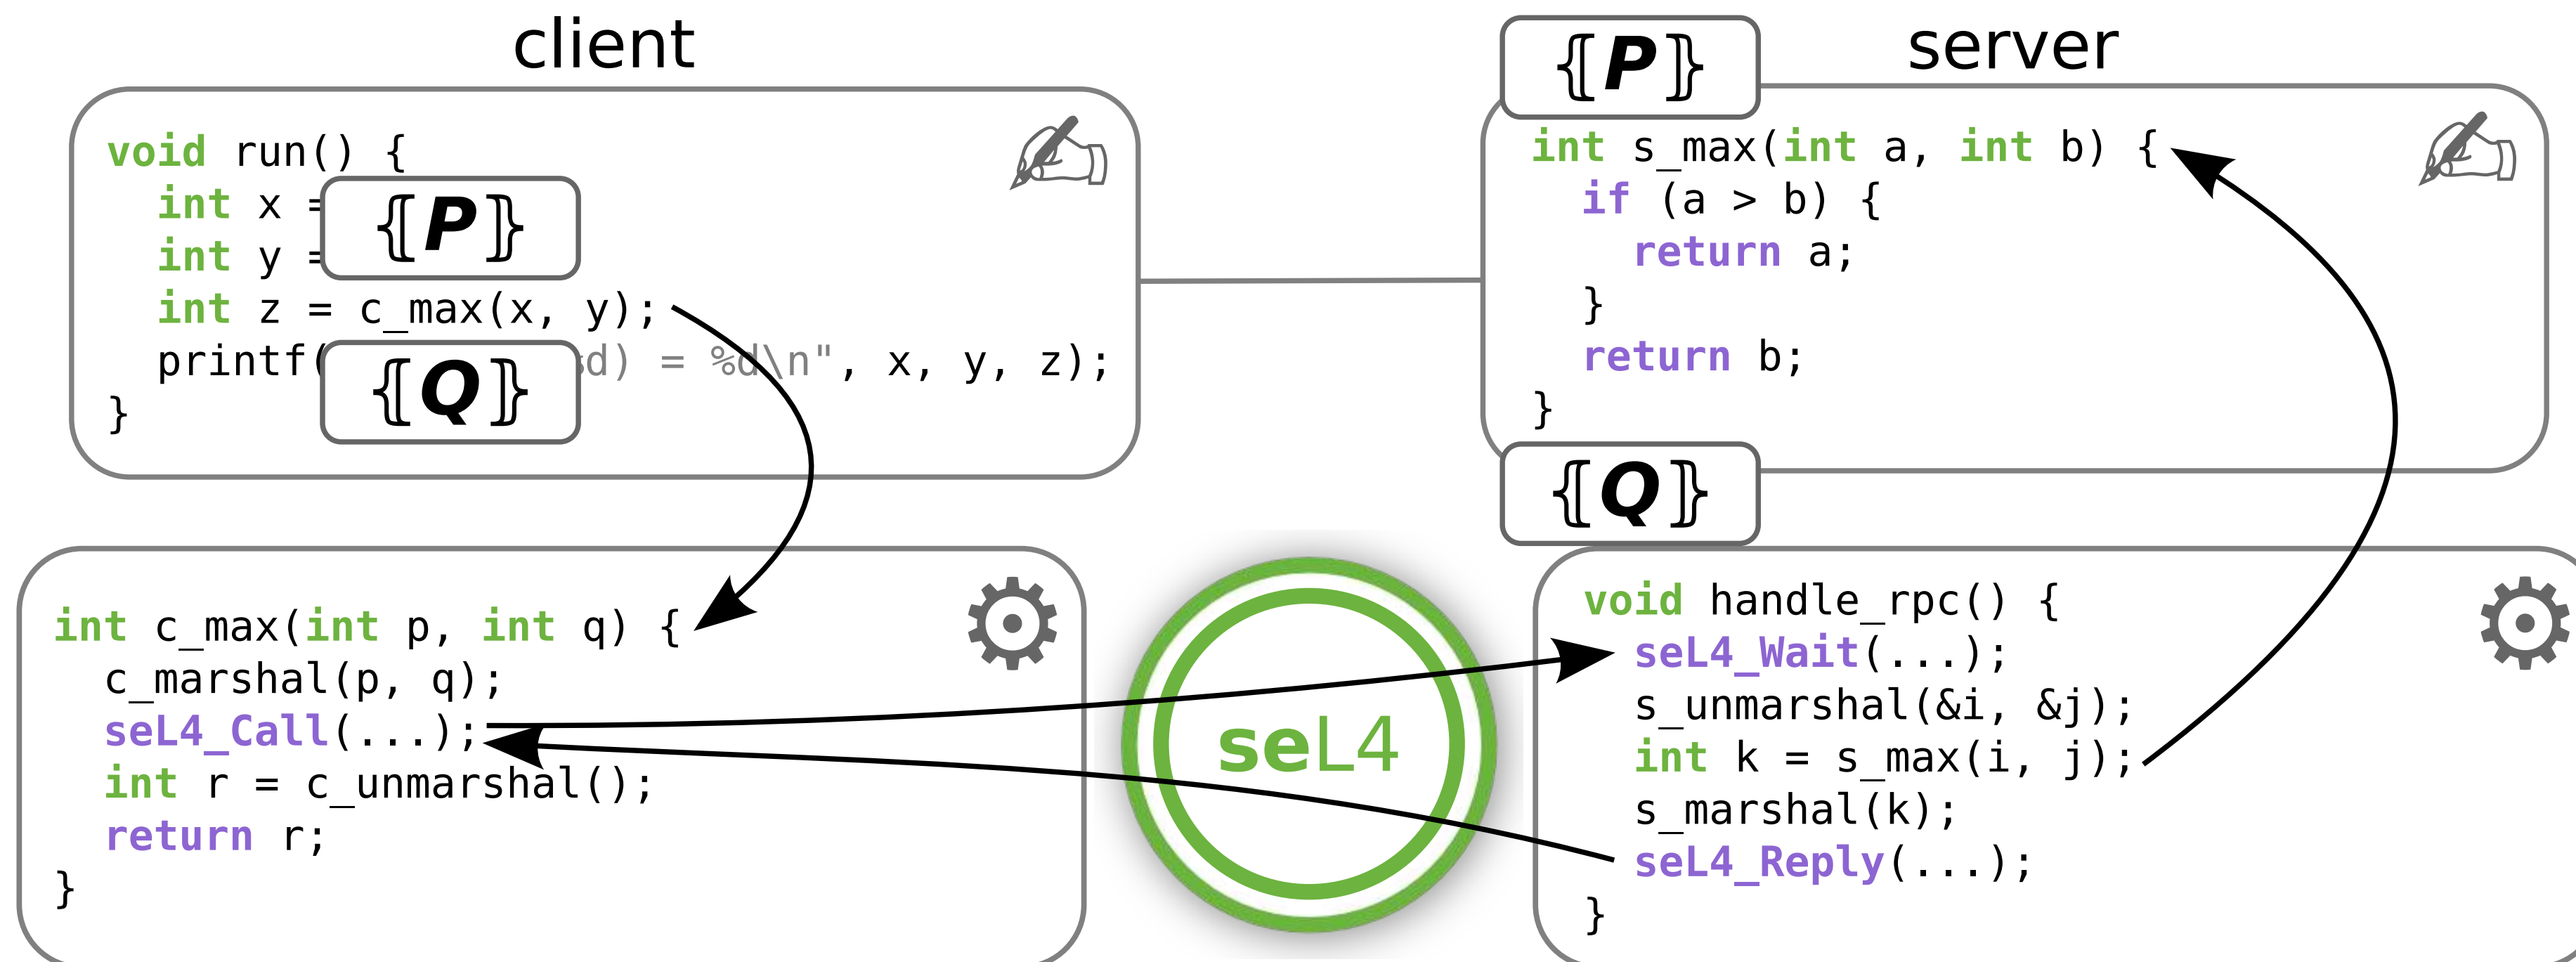 client
void run() {
int x =
{[P]}
int y =
int z = c_max(x, y);
printf(
{[Q]}
d) = %d\n", x, y, z);
}
{[P]}
server
int s_max(int a, int b) {
if (a > b) {
return a;
}
return b;
}
{[Q]}
int c_max(int p, int q) {
c_marshal(p, q);
seL4_Call(...);
int r = c_unmarshal();
return r;
}
seL4
void handle_rpc() {
seL4_Wait(...);
s_unmarshal(&i, &j);
int k = s_max(i, j);
s_marshal(k);
seL4_Reply(...);
}